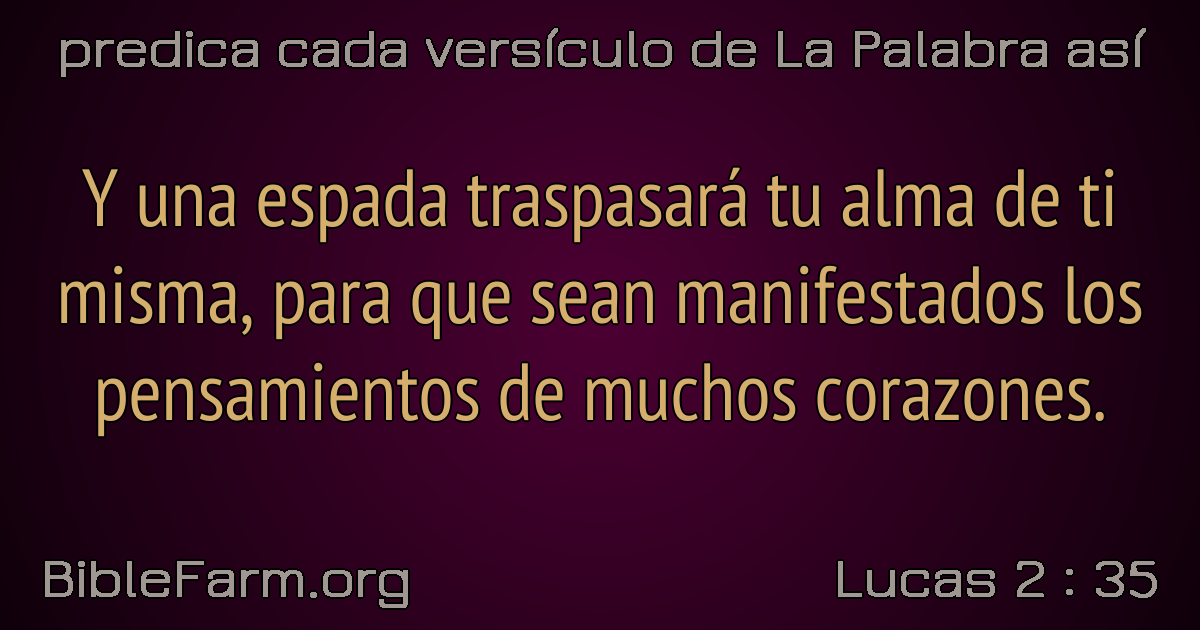 predica cada versículo de La Palabra así
Y una espada traspasará tu alma de ti
misma, para que sean manifestados los
pensamientos de muchos corazones.
BibleFarm.org
Lucas 2 : 35